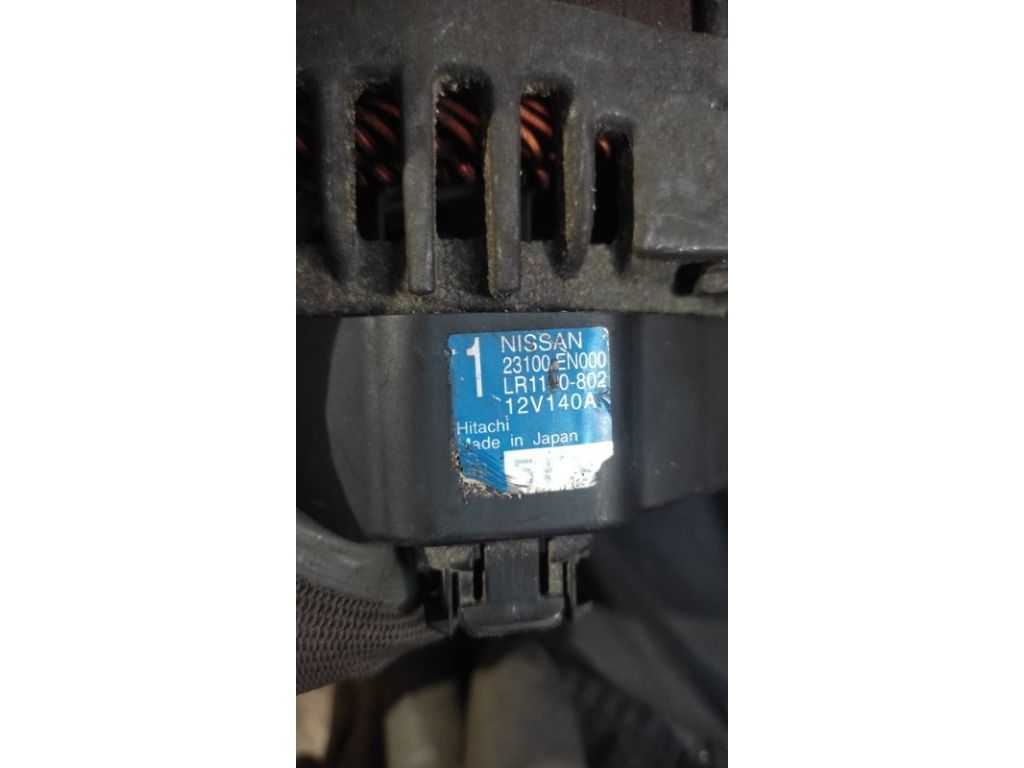 1
NISSAN
23100-EN000
12V140A
Hitachi
Made in Japan